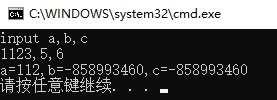 C:\WINDOWS\system32\cmd.exe
input a,b,c
1123,5,6
a=112,b=-858993460,c=-858993460
请按任意键继续. . .